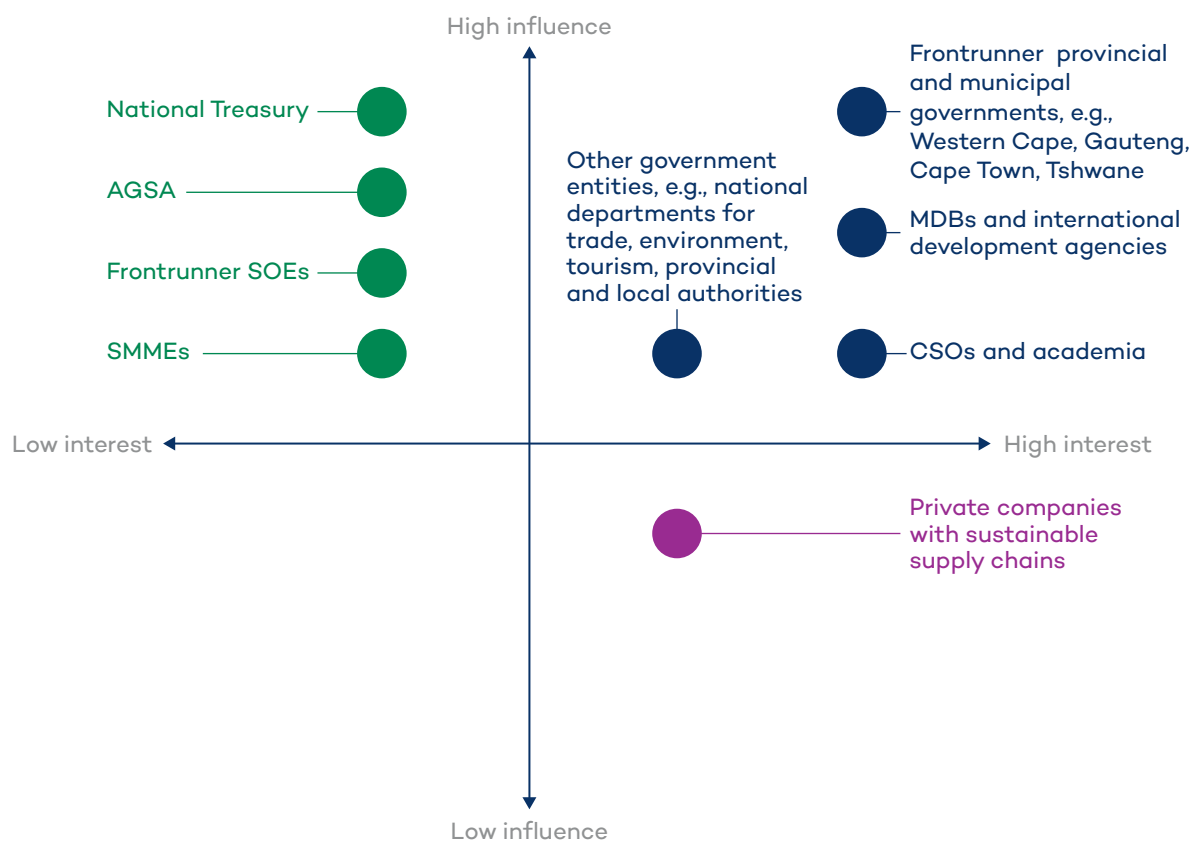 High influence
National Treasury
AGSA
Frontrunner SOEs
SMMEs
Other government
entities, e.g., national
departments for
trade, environment,
tourism, provincial
and local authorities
Frontrunner provincial
and municipal
governments, e.g.,
Western Cape, Gauteng,
Cape Town, Tshwane
MDBs and international
development agencies
CSOs and academia
Low interest
High interest
Private companies
with sustainable
supply chains
Low influence